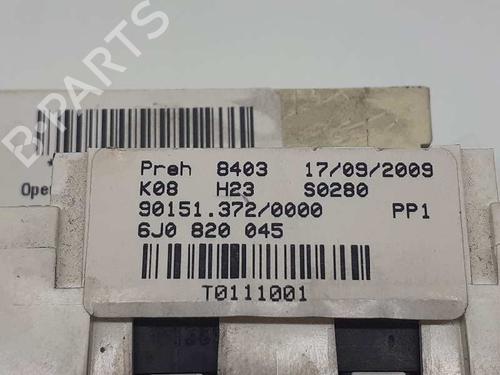 B-PARTS
Ope
Preh 8403 17/09/2009
K08 H23 S0280
90151.372/0000 PP1
6J0 820 045
T0111001